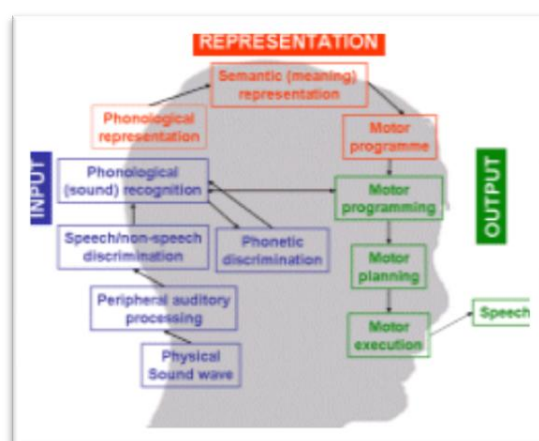 REPRESENTATION
Semantic (meaning)
representation
Phonological
representation
Motor
programme
INPUT
Phonological
(sound) recognition
Motor
programming
OUTPUT
Speech/non-speech
discrimination
Phonetic
discrimination
Motor
planning
Peripheral auditory
processing
Motor
execution
Speech
Physical
Sound wave